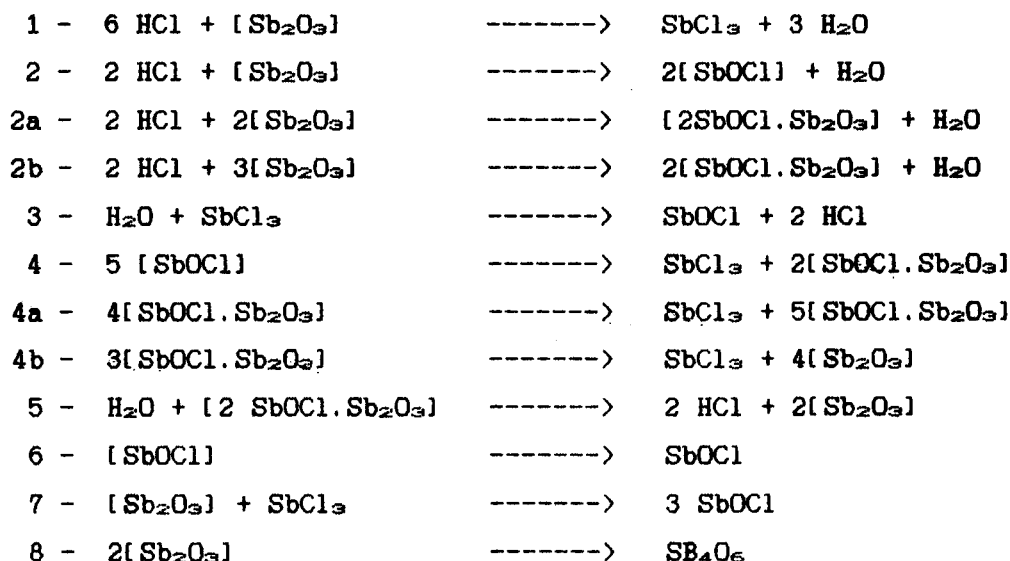 1 - 6 HCl + [Sb₂O₃] -------> SbCl₃ + 3 H₂O
2 - 2 HCl + [Sb₂O₃] -------> 2[SbOCl] + H₂O
2a - 2 HCl + 2[Sb₂O₃] -------> [2SbOCl.Sb₂O₃] + H₂O
2b - 2 HCl + 3[Sb₂O₃] -------> 2[SbOCl.Sb₂O₃] + H₂O
3 - H₂O + SbCl₃ -------> SbOCl + 2 HCl
4 - 5 [SbOCl] -------> SbCl₃ + 2[SbOCl.Sb₂O₃]
4a - 4[SbOCl.Sb₂O₃] -------> SbCl₃ + 5[SbOCl.Sb₂O₃]
4b - 3[SbOCl.Sb₂O₃] -------> SbCl₃ + 4[Sb₂O₃]
5 - H₂O + [2 SbOCl.Sb₂O₃] -------> 2 HCl + 2[Sb₂O₃]
6 - [SbOCl] -------> SbOCl
7 - [Sb₂O₃] + SbCl₃ -------> 3 SbOCl
8 - 2[Sb₂O₃] -------> SB₄O₆